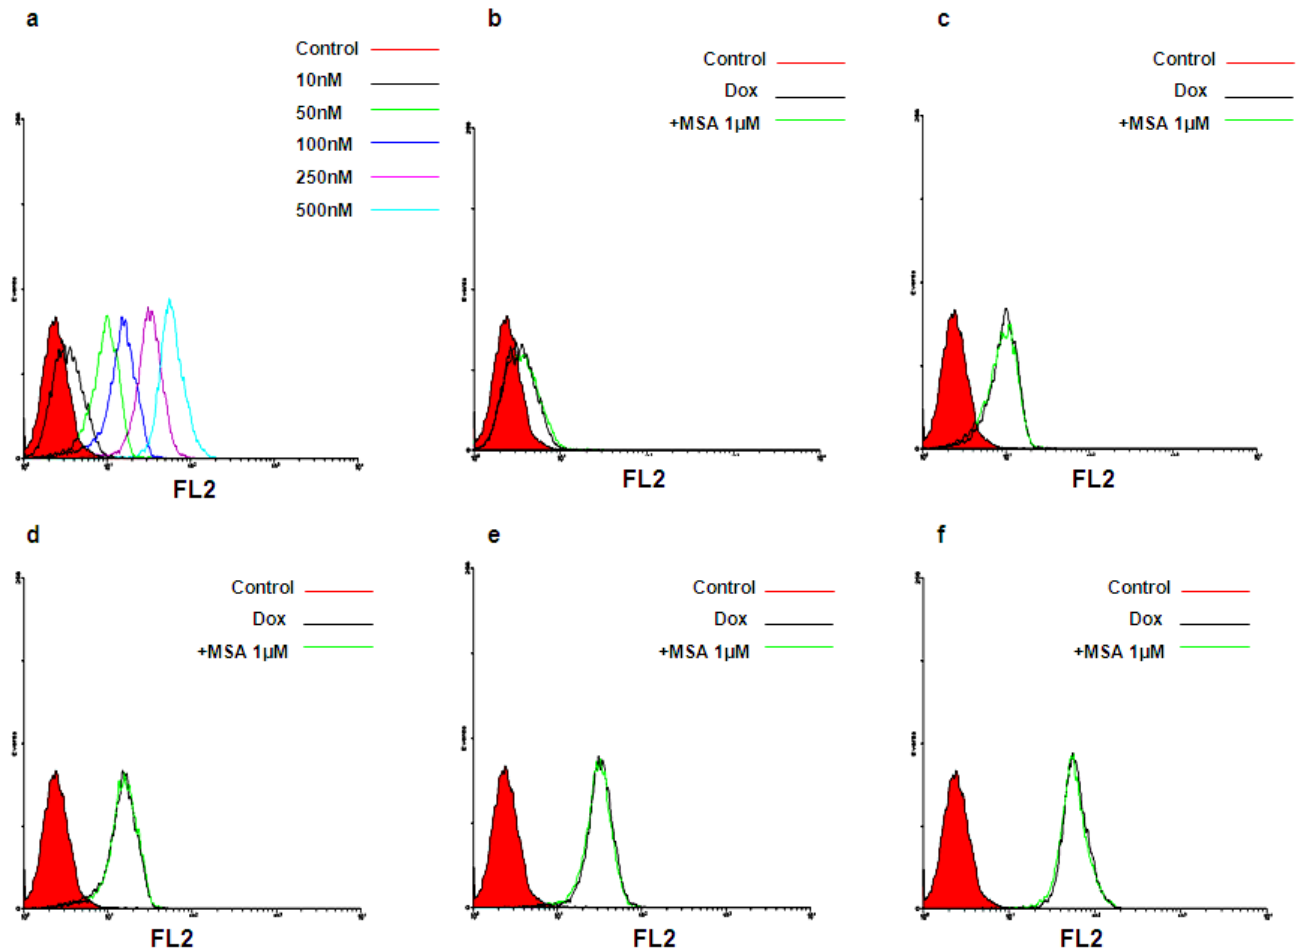 a
Control
10nM
50nM
100nM
250nM
500nM
FL2
b
Control
Dox
+MSA 1µM
FL2
c
Control
Dox
+MSA 1µM
FL2
d
Control
Dox
+MSA 1µM
FL2
e
Control
Dox
+MSA 1µM
FL2
f
Control
Dox
+MSA 1µM
FL2